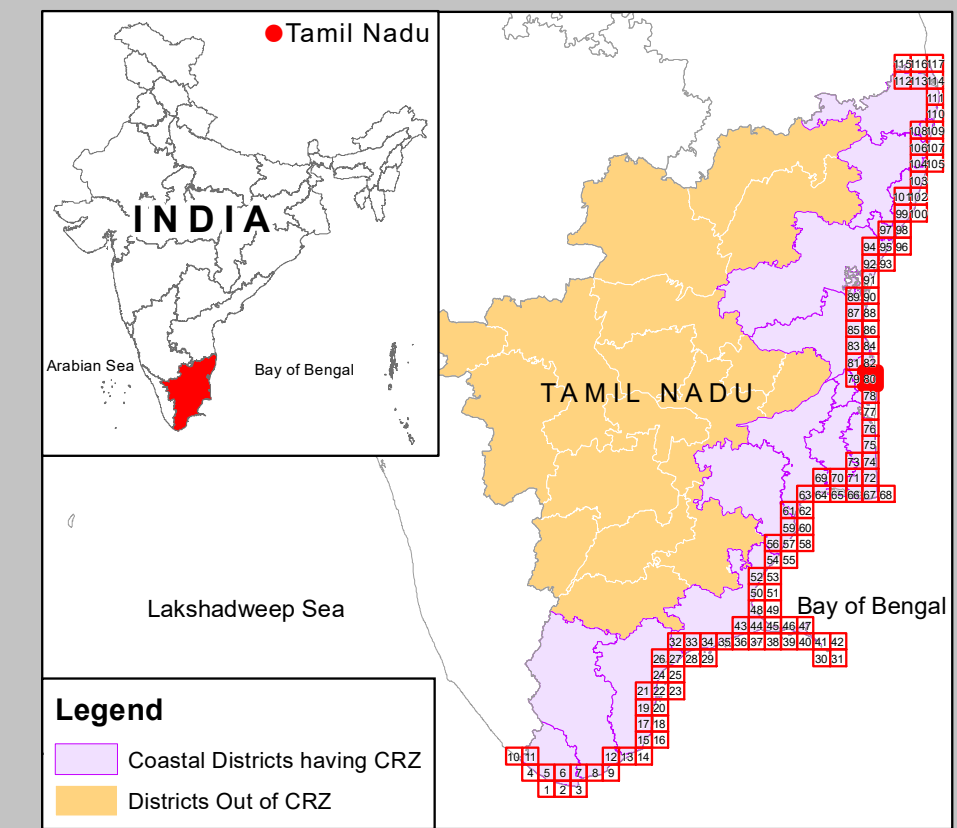 Tamil Nadu
INDIA
Arabian Sea
Bay of Bengal
115 116 117
112 113 114
111
110
108 109
106 107
104 105
103
101 102
99 100
97 98
94 95 96
92 93
91
89 90
87 88
85 86
83 84
81 82
79 80
TAMIL NADU
78
77
76
75
73 74
69 70 71 72
63 64 65 66 67 68
61 62
59 60
56 57 58
54 55
52 53
50 51
48 49
Lakshadweep Sea
Bay of Bengal
43 44 45 46 47
32 33 34 35 36 37 38 39 40 41 42
26 27 28 29
30 31
24 25
21 22 23
19 20
17 18
15 16
10 11
12 13 14
4 5 6 7 8 9
1 2 3
Legend
Coastal Districts having CRZ
Districts Out of CRZ